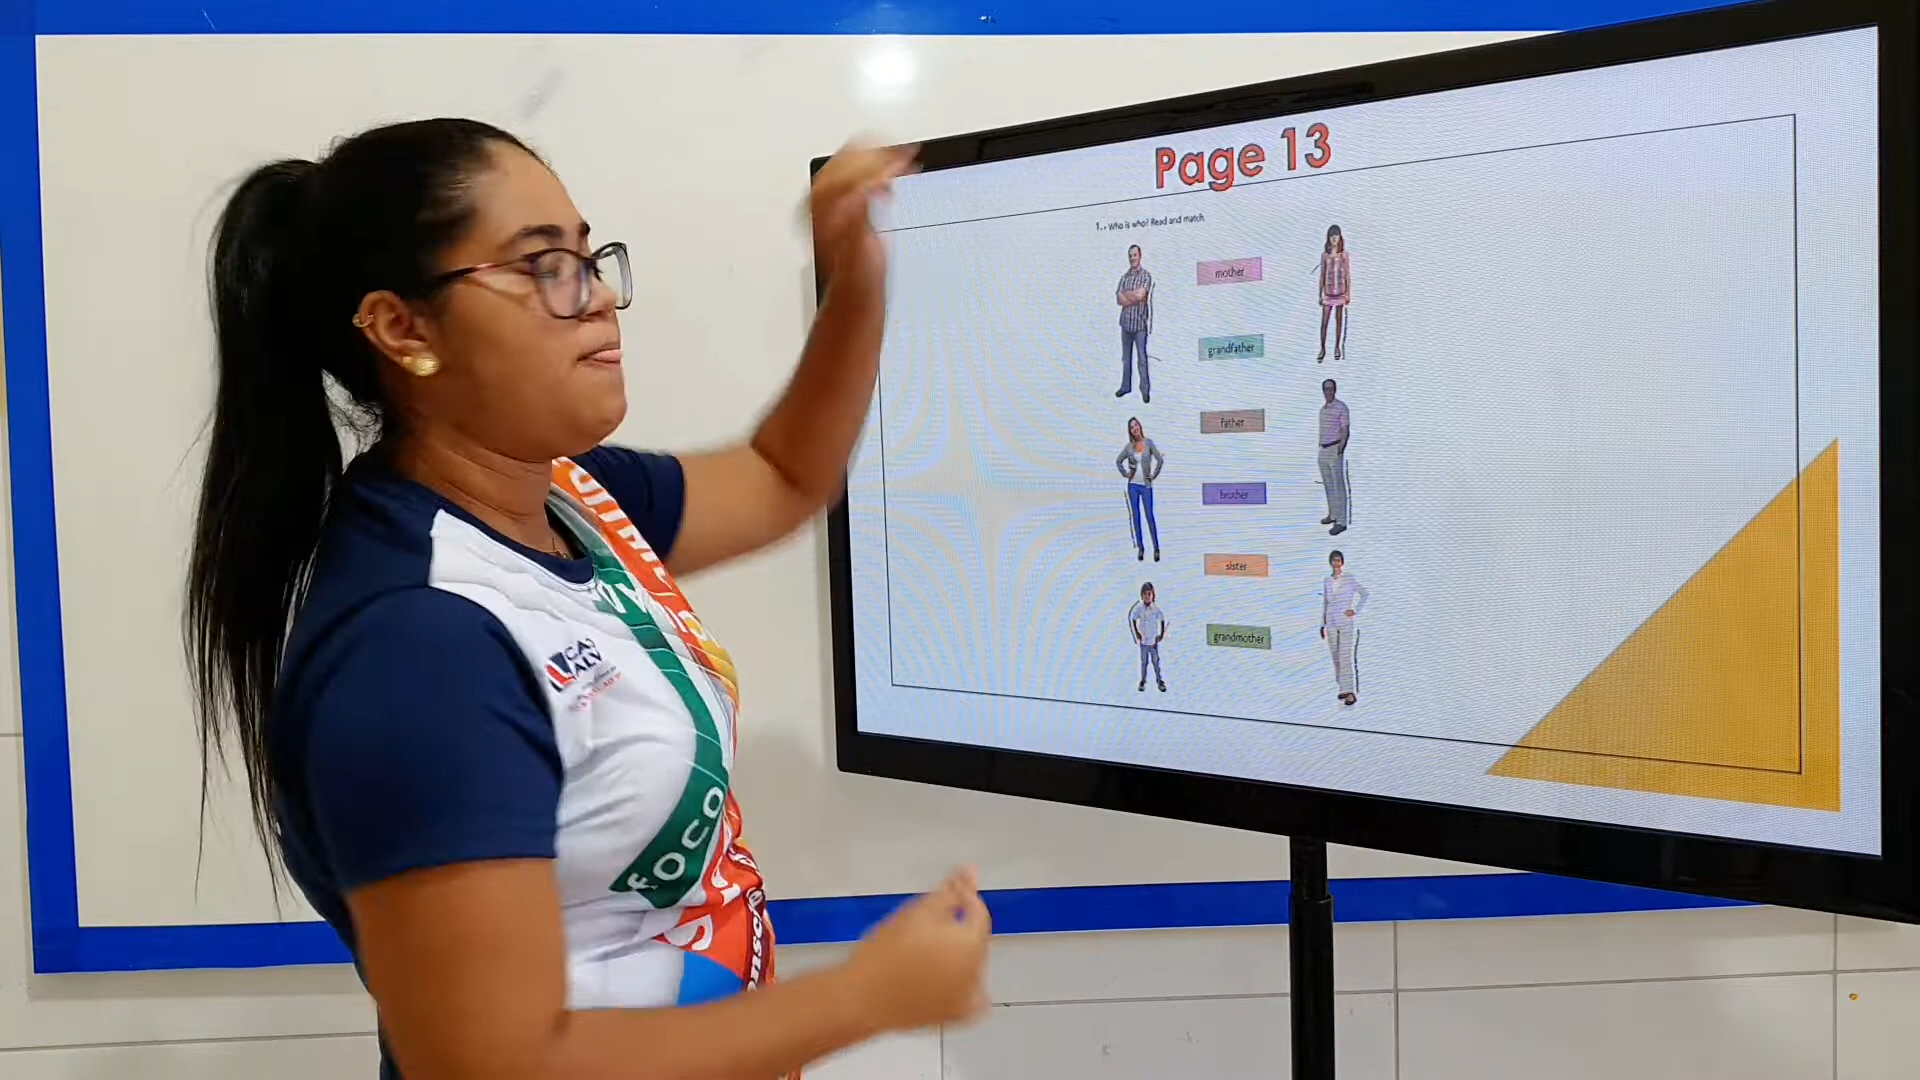 Page 13
1.- Who is who? Read and match.
mother
grandfather
father
brother
sister
grandmother
FOCO